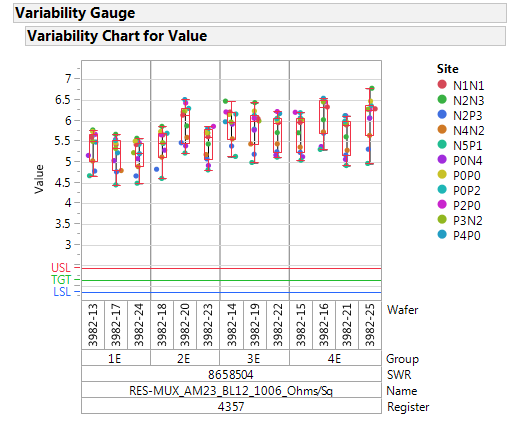 Variability Gauge
Variability Chart for Value
Site
N1N1
N2N3
N2P3
N4N2
N5P1
P0N4
P0P0
P0P2
P2P0
P3N2
P4P0
Value
7
6.5
6
5.5
5
4.5
4
3.5
3
USL
TGT
LSL
3982-13
3982-17
3982-24
3982-18
3982-20
3982-23
3982-14
3982-19
3982-22
3982-15
3982-16
3982-21
3982-25
Wafer
1E 2E 3E 4E Group
8658504 SWR
RES-MUX_AM23_BL12_1006_Ohms/Sq Name
4357 Register